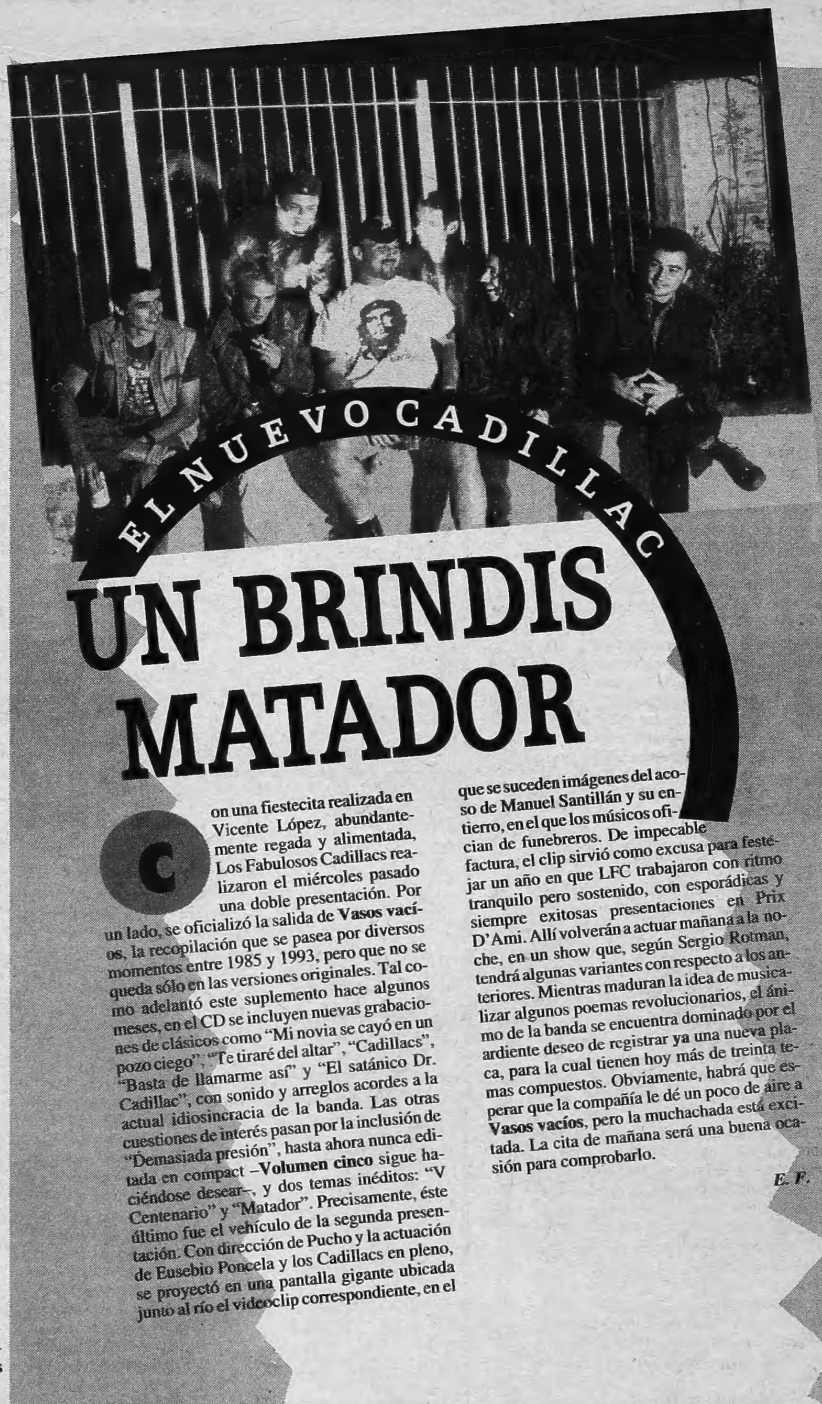 EL NUEVO CADILLAC
UN BRINDIS
MATADOR
Con una fiestecita realizada en
Vicente López, abundante-
mente regada y alimentada,
Los Fabulosos Cadillacs rea-
lizaron el miércoles pasado
una doble presentación. Por
un lado, se oficializó la salida de Vasos vací-
os, la recopilación que se pasea por diversos
momentos entre 1985 y 1993, pero que no se
queda sólo en las versiones originales. Tal co-
mo adelantó este suplemento hace algunos
meses, en el CD se incluyen nuevas grabacio-
nes de clásicos como “Mi novia se cayó en un
pozo ciego”, “Te tiraré del altar”, “Cadillacs”,
“Basta de llamarme así” y “El satánico Dr.
Cadillac”, con sonido y arreglos acordes a la
actual idiosincracia de la banda. Las otras
cuestiones de interés pasan por la inclusión de
“Demasiada presión”, hasta ahora nunca edi-
tada en compact –Volumen cinco sigue ha-
ciéndose desear–, y dos temas inéditos: “V
Centenario” y “Matador”. Precisamente, éste
último fue el vehículo de la segunda presen-
tación. Con dirección de Pucho y la actuación
de Eusebio Poncela y los Cadillacs en pleno,
se proyectó en una pantalla gigante ubicada
junto al río el videoclip correspondiente, en el
que se suceden imágenes del aco-
so de Manuel Santillán y su en-
tierro, en el que los músicos ofi-
cian de funebreros. De impecable
factura, el clip sirvió como excusa para feste-
jar un año en que LFC trabajaron con ritmo
tranquilo pero sostenido, con esporádicas y
siempre exitosas presentaciones en Prix
D’Ami. Allí volverán a actuar mañana a la no-
che, en un show que, según Sergio Rotman,
tendrá algunas variantes con respecto a los an-
teriores. Mientras maduran la idea de musica-
lizar algunos poemas revolucionarios, el áni-
mo de la banda se encuentra dominado por el
ardiente deseo de registrar ya una nueva pla-
ca, para la cual tienen hoy más de treinta te-
mas compuestos. Obviamente, habrá que es-
perar que la compañía le dé un poco de aire a
Vasos vacíos, pero la muchachada está exci-
tada. La cita de mañana será una buena oca-
sión para comprobarlo.
E. F.